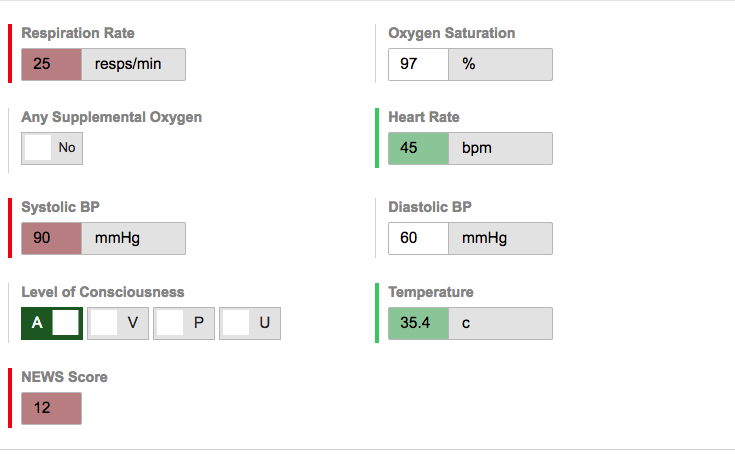 Respiration Rate
25 resps/min
Oxygen Saturation
97 %
Any Supplemental Oxygen
No
Heart Rate
45 bpm
Systolic BP
90 mmHg
Diastolic BP
60 mmHg
Level of Consciousness
A V P U
Temperature
35.4 c
NEWS Score
12